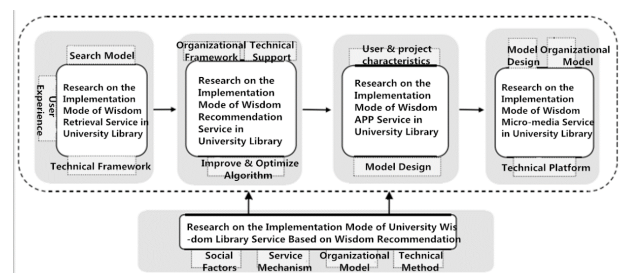 Search Model
User
Experience
Research on the
Implementation
Mode of Wisdom
Retrieval Service in
University Library
Technical Framework
Organizational
Framework
Technical
Support
Research on the
Implementation
Mode of Wisdom
Recommendation
Service in
University Library
Improve & Optimize
Algorithm
User & project
characteristics
Research on the
Implementation
Mode of Wisdom
APP Service in
University Library
Model Design
Model
Design
Organizational
Model
Research on the
Implementation
Mode of Wisdom
Micro-media Service
in University Library
Technical Platform
Research on the Implementation Mode of University Wis
-dom Library Service Based on Wisdom Recommendation
Social
Factors
Service
Mechanism
Organizational
Model
Technical
Method